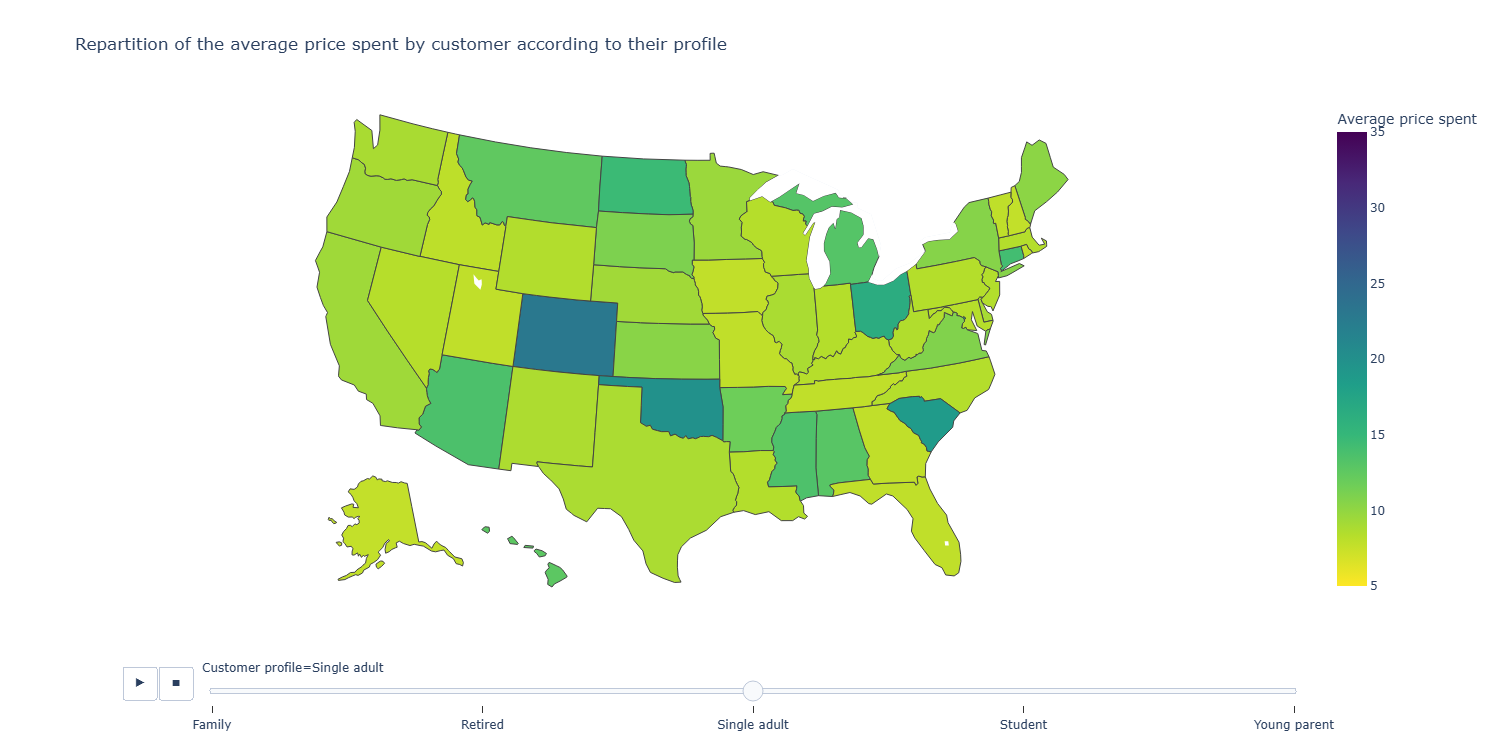 Repartition of the average price spent by customer according to their profile
Average price spent
35
30
25
20
15
10
5
Customer profile=Single adult
Family
Retired
Single adult
Student
Young parent